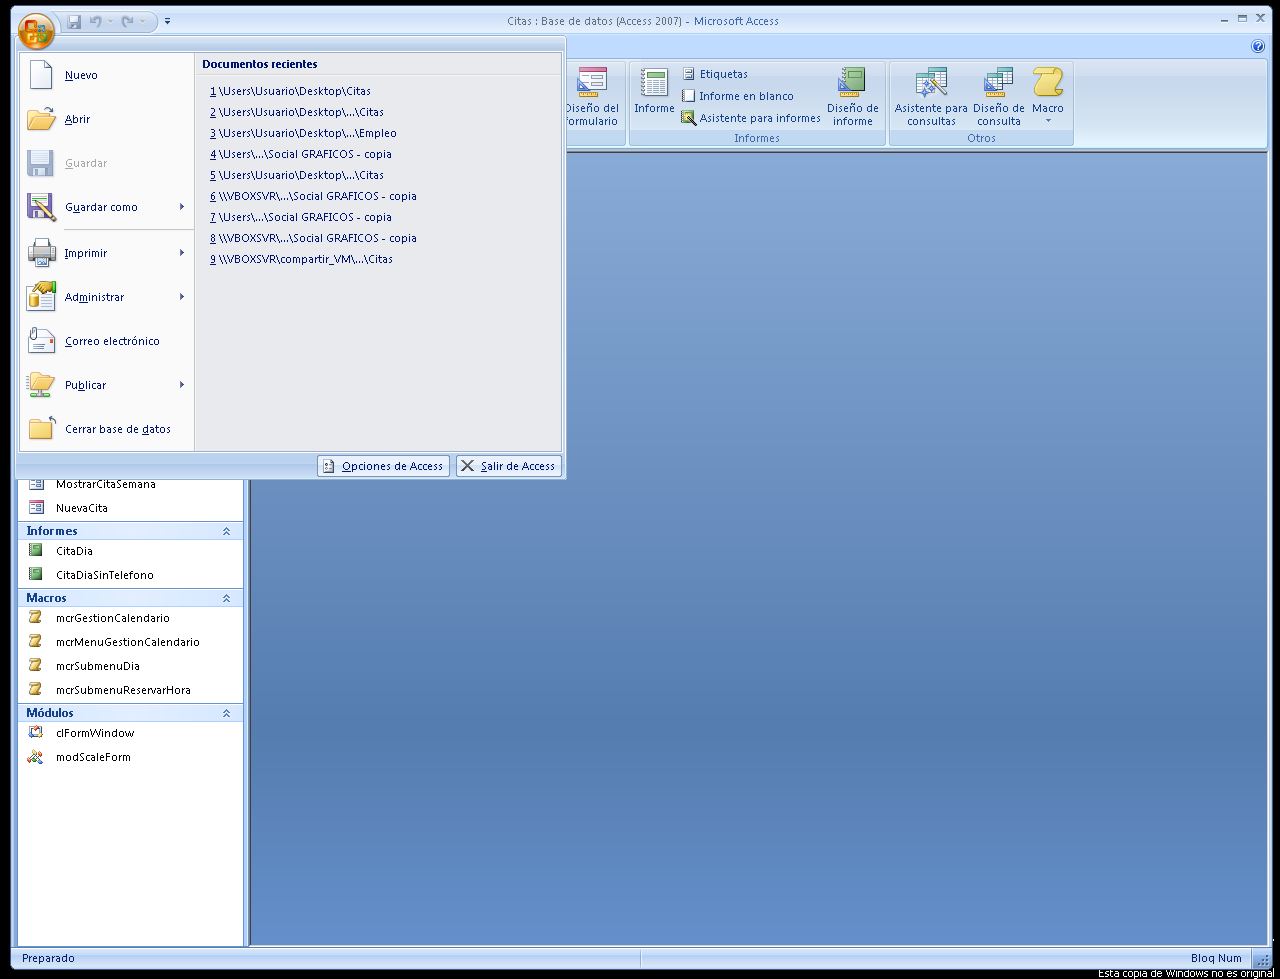 Citas : Base de datos (Access 2007) - Microsoft Access
Nuevo
Abrir
Guardar
Guardar como
Imprimir
Administrar
Correo electrónico
Publicar
Cerrar base de datos
Documentos recientes
1 \Users\Usuario\Desktop\Citas
2 \Users\Usuario\Desktop\...\Citas
3 \Users\Usuario\Desktop\...\Empleo
4 \Users\...\Social GRAFICOS - copia
5 \Users\Usuario\Desktop\...\Citas
6 \\VBOXSVR\...\Social GRAFICOS - copia
7 \Users\...\Social GRAFICOS - copia
8 \\VBOXSVR\...\Social GRAFICOS - copia
9 \\VBOXSVR\compartir_VM\...\Citas
Opciones de Access
Salir de Access
Diseño del
formulario
Informe
Etiquetas
Informe en blanco
Asistente para informes
Diseño de
informe
Informes
Asistente para
consultas
Diseño de
consulta
Macro
Otros
MostrarCitaSemana
NuevaCita
Informes
CitaDia
CitaDiaSinTelefono
Macros
mcrGestionCalendario
mcrMenuGestionCalendario
mcrSubmenuDia
mcrSubmenuReservarHora
Módulos
clFormWindow
modScaleForm
Preparado
Bloq Num
Esta copia de Windows no es original